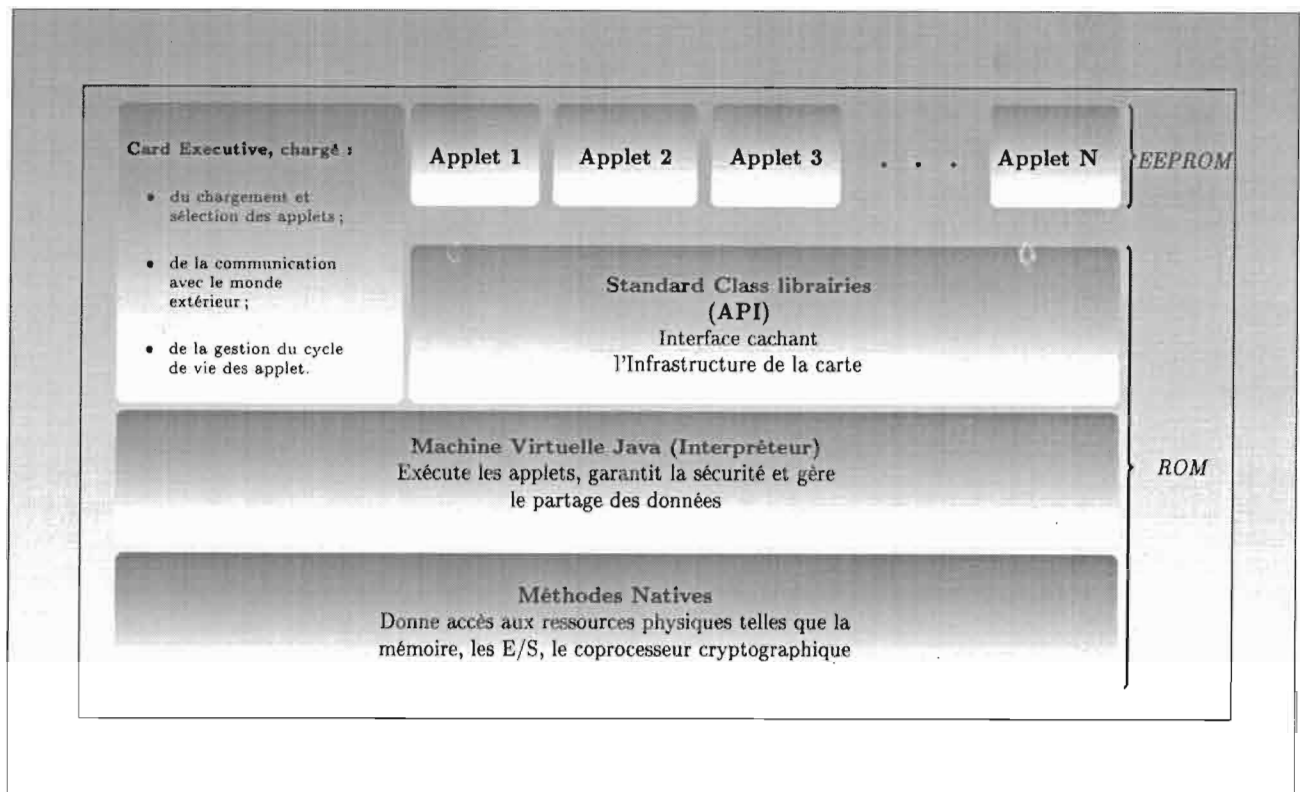 Card Executive, chargé :
• du chargement et
sélection des applets ;
• de la communication
avec le monde
extérieur ;
• de la gestion du cycle
de vie des applet.
Applet 1
Applet 2
Applet 3
. . .
Applet N
EEPROM
Standard Class librairies
(API)
Interface cachant
l'Infrastructure de la carte
Machine Virtuelle Java (Interpréteur)
Exécute les applets, garantit la sécurité et gère
le partage des données
ROM
Méthodes Natives
Donne accès aux ressources physiques telles que la
mémoire, les E/S, le coprocesseur cryptographique